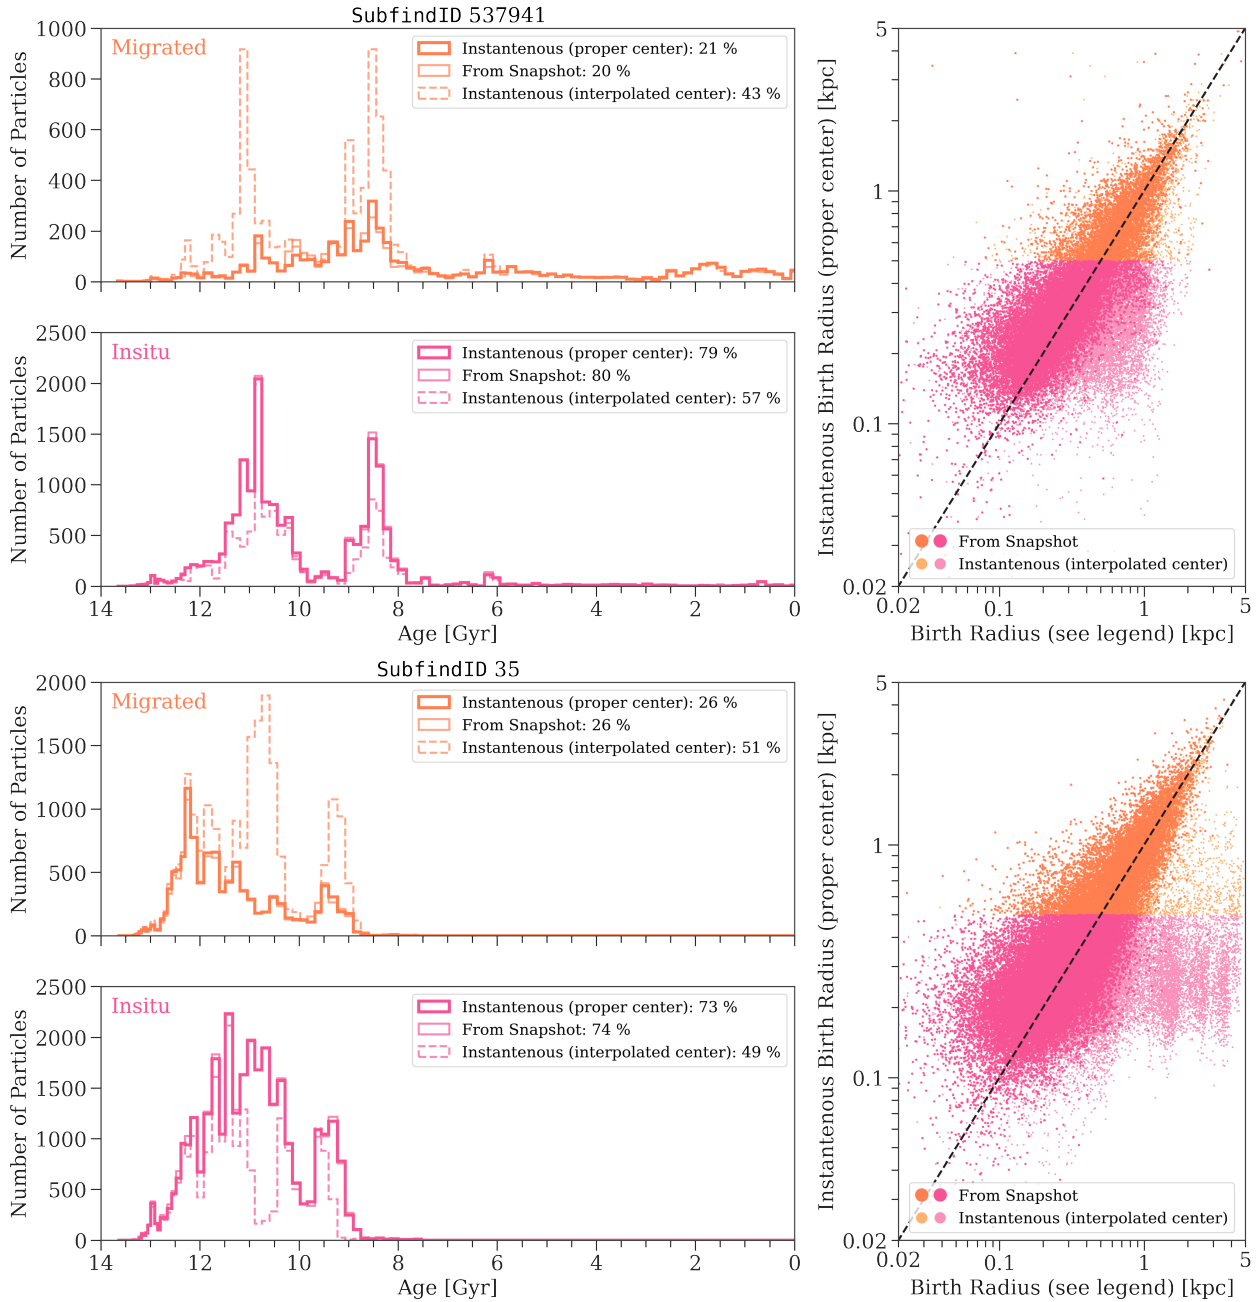 SubfindID 537941
1000
800
600
400
200
0
Number of Particles
Migrated
Instantenous (proper center): 21 %
From Snapshot: 20 %
Instantenous (interpolated center): 43 %
2500
2000
1500
1000
500
0
Number of Particles
Insitu
Instantenous (proper center): 79 %
From Snapshot: 80 %
Instantenous (interpolated center): 57 %
14 12 10 8 6 4 2 0
Age [Gyr]
5
1
0.1
0.02
Instantenous Birth Radius (proper center) [kpc]
From Snapshot
Instantenous (interpolated center)
0.02 0.1 1 5
Birth Radius (see legend) [kpc]
SubfindID 35
2000
1500
1000
500
0
Number of Particles
Migrated
Instantenous (proper center): 26 %
From Snapshot: 26 %
Instantenous (interpolated center): 51 %
2500
2000
1500
1000
500
0
Number of Particles
Insitu
Instantenous (proper center): 73 %
From Snapshot: 74 %
Instantenous (interpolated center): 49 %
14 12 10 8 6 4 2 0
Age [Gyr]
5
1
0.1
0.02
Instantenous Birth Radius (proper center) [kpc]
From Snapshot
Instantenous (interpolated center)
0.02 0.1 1 5
Birth Radius (see legend) [kpc]